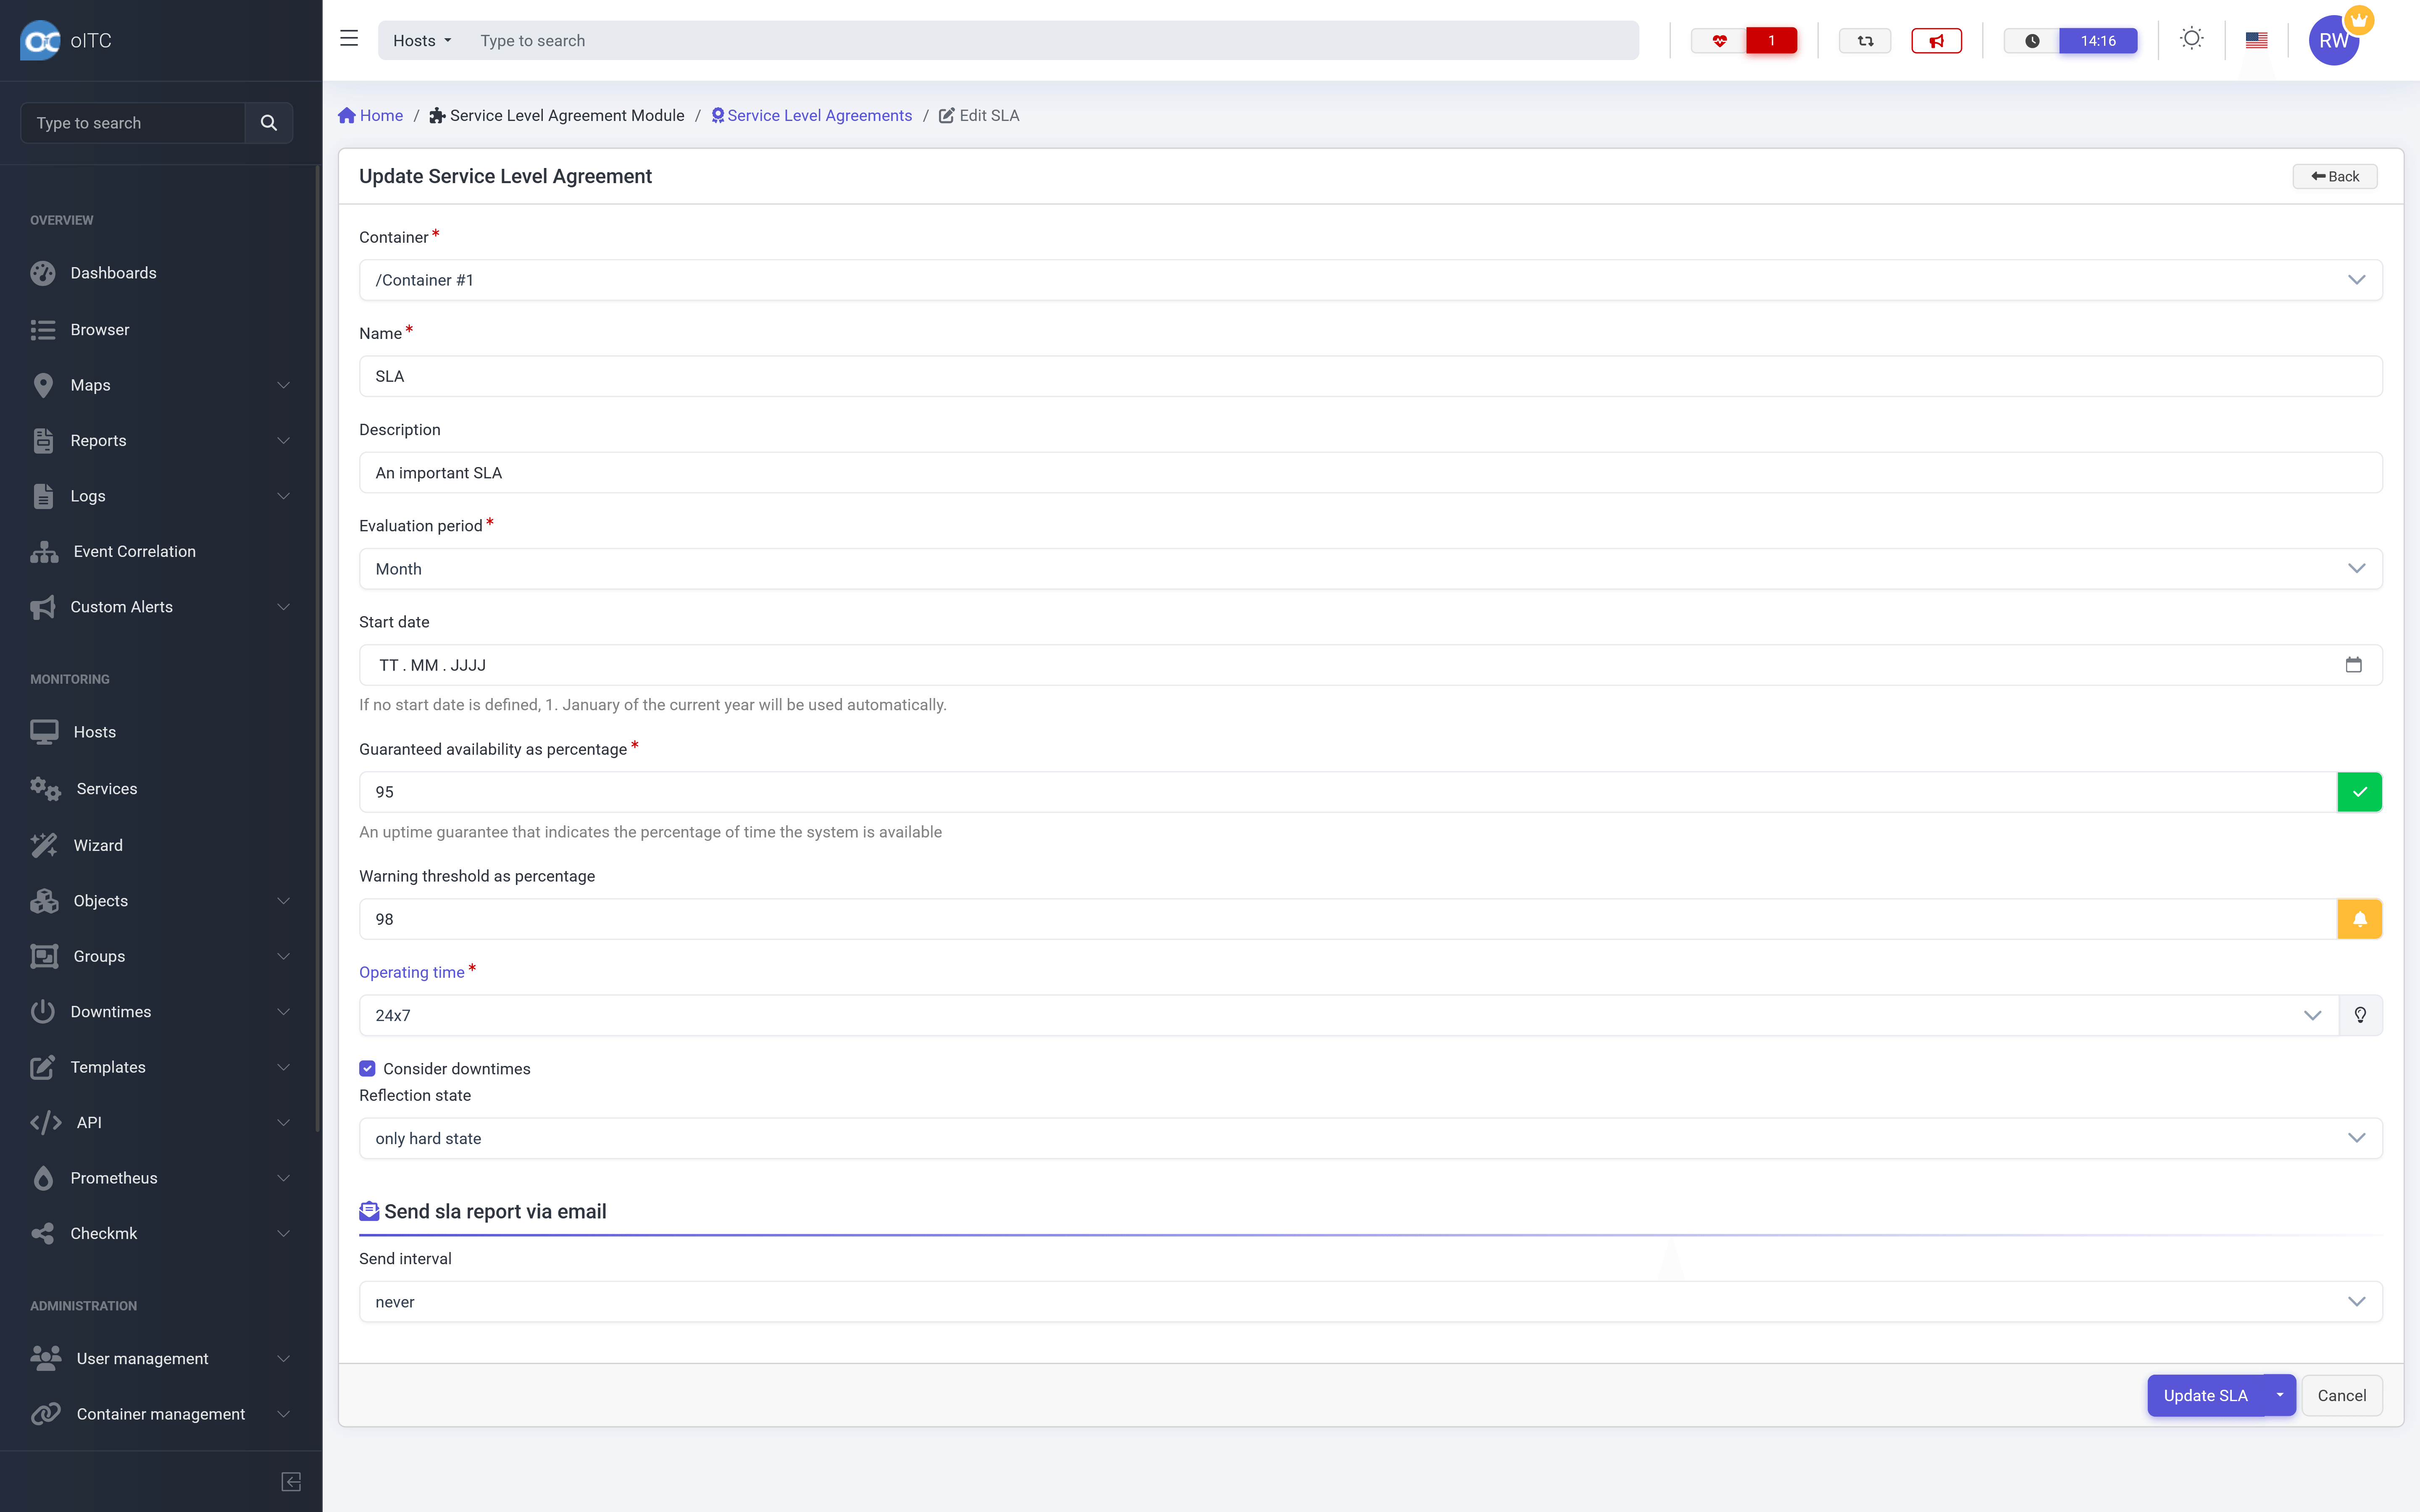 oITC
Hosts
Type to search
1
14:16
RW
Type to search
OVERVIEW
Dashboards
Browser
Maps
Reports
Logs
Event Correlation
Custom Alerts
MONITORING
Hosts
Services
Wizard
Objects
Groups
Downtimes
Templates
API
Prometheus
Checkmk
ADMINISTRATION
User management
Container management
Home / Service Level Agreement Module / Service Level Agreements / Edit SLA
Update Service Level Agreement
Back
Container *
/Container #1
Name *
SLA
Description
An important SLA
Evaluation period *
Month
Start date
TT . MM . JJJJ
If no start date is defined, 1. January of the current year will be used automatically.
Guaranteed availability as percentage *
95
An uptime guarantee that indicates the percentage of time the system is available
Warning threshold as percentage
98
Operating time *
24x7
Consider downtimes
Reflection state
only hard state
Send sla report via email
Send interval
never
Update SLA
Cancel